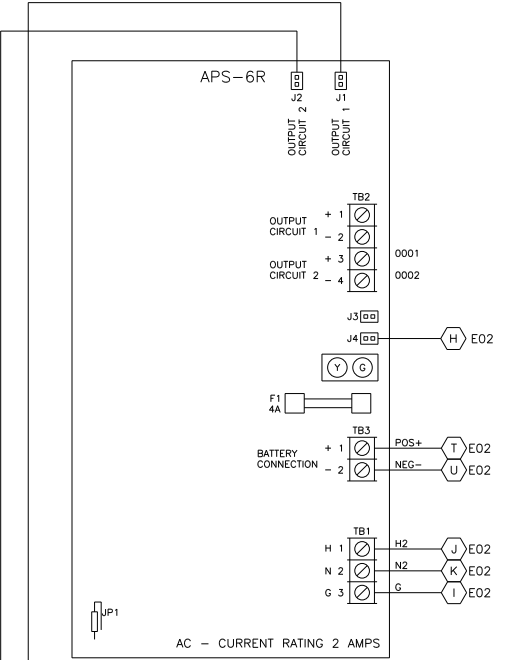 APS-6R
J2
J1
OUTPUT
CIRCUIT 2
OUTPUT
CIRCUIT 1
TB2
OUTPUT
CIRCUIT 1
+ 1
- 2
OUTPUT
CIRCUIT 2
+ 3
- 4
0001
0002
J3
J4
H E02
Y G
F1
4A
TB3
BATTERY
CONNECTION
+ 1 POS+ T E02
- 2 NEG- U E02
TB1
H 1 H2 J E02
N 2 N2 K E02
G 3 G I E02
JP1
AC - CURRENT RATING 2 AMPS